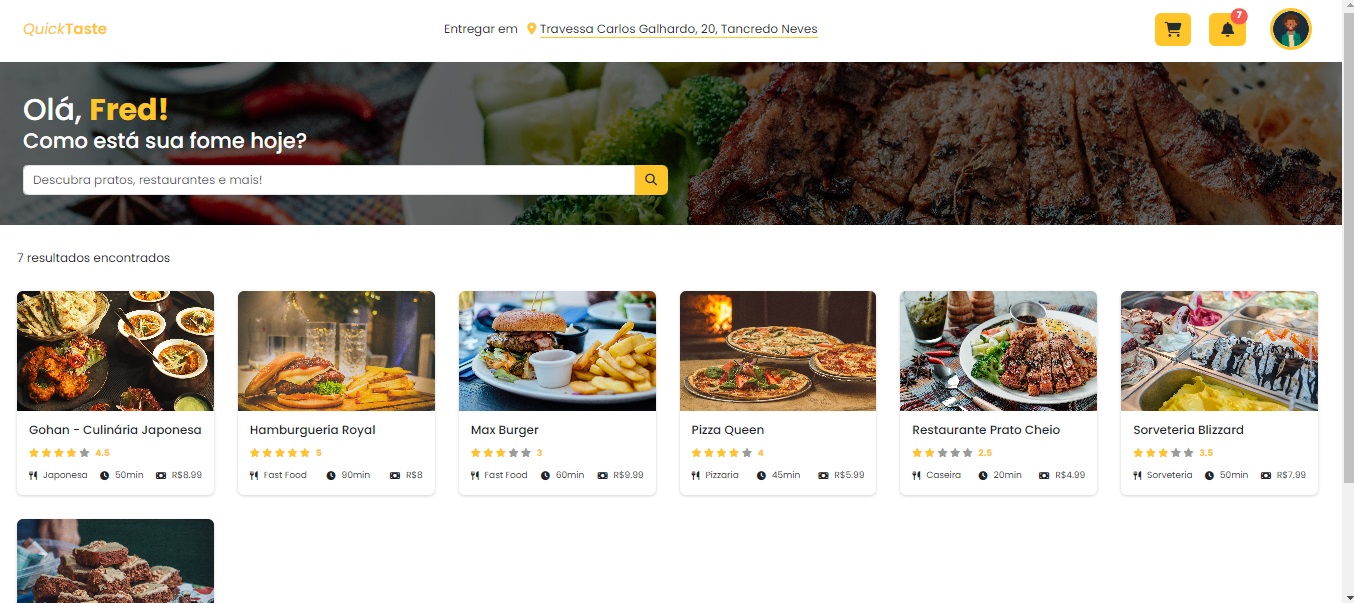 QuickTaste
Entregar em Travessa Carlos Galhardo, 20, Tancredo Neves
7
Olá, Fred!
Como está sua fome hoje?
Descubra pratos, restaurantes e mais!
7 resultados encontrados
Gohan - Culinária Japonesa
4.5
Japonesa 50min R$8.99
Hamburgueria Royal
5
Fast Food 90min R$8
Max Burger
3
Fast Food 60min R$9.99
Pizza Queen
4
Pizzaria 45min R$5.99
Restaurante Prato Cheio
2.5
Caseira 20min R$4.99
Sorveteria Blizzard
3.5
Sorveteria 50min R$7.99